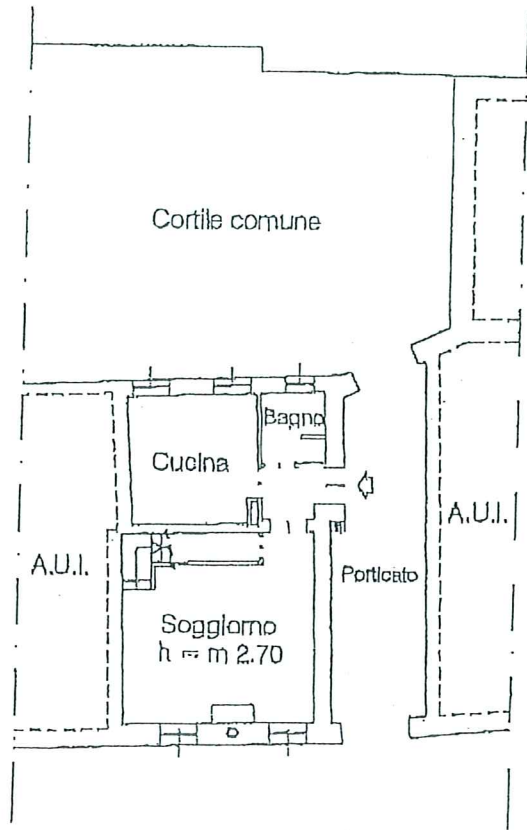 Cortile comune
Bagno
Cucina
A.U.I.
A.U.I.
Porticato
Soggiorno
h = m 2.70